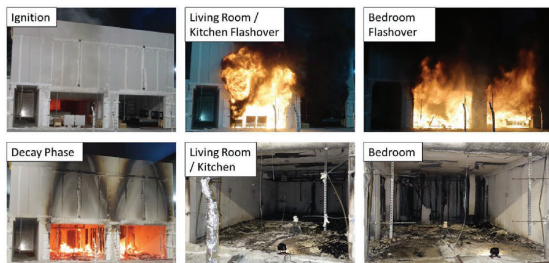 Ignition
Living Room /
Kitchen Flashover
Bedroom
Flashover
Decay Phase
Living Room
/ Kitchen
Bedroom